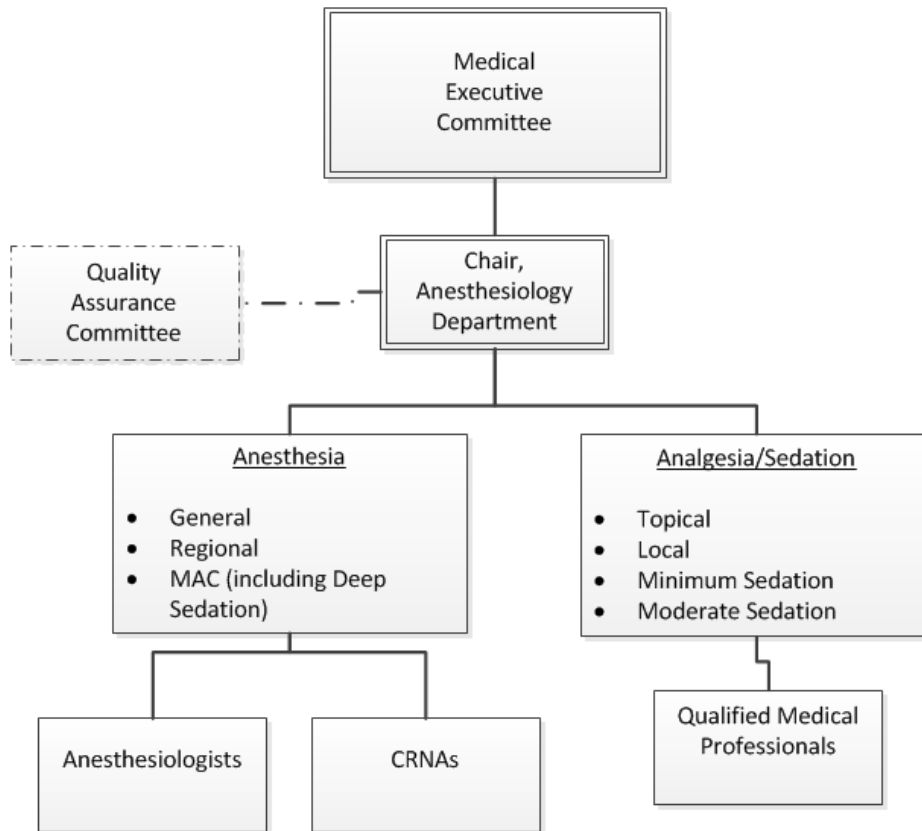 Medical
Executive
Committee
Quality
Assurance
Committee
Chair,
Anesthesiology
Department
Anesthesia
• General
• Regional
• MAC (including Deep
Sedation)
Analgesia/Sedation
• Topical
• Local
• Minimum Sedation
• Moderate Sedation
Anesthesiologists
CRNAs
Qualified Medical
Professionals